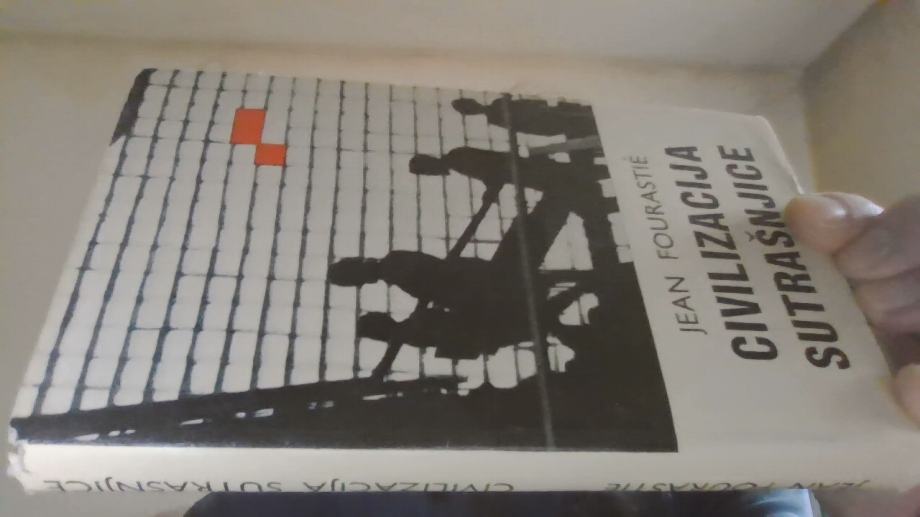 JEAN FOURASTIÉ
CIVILIZACIJA
SUTRAŠNJICE
JEAN FOURASTIÉ CIVILIZACIJA SUTRAŠNJICE